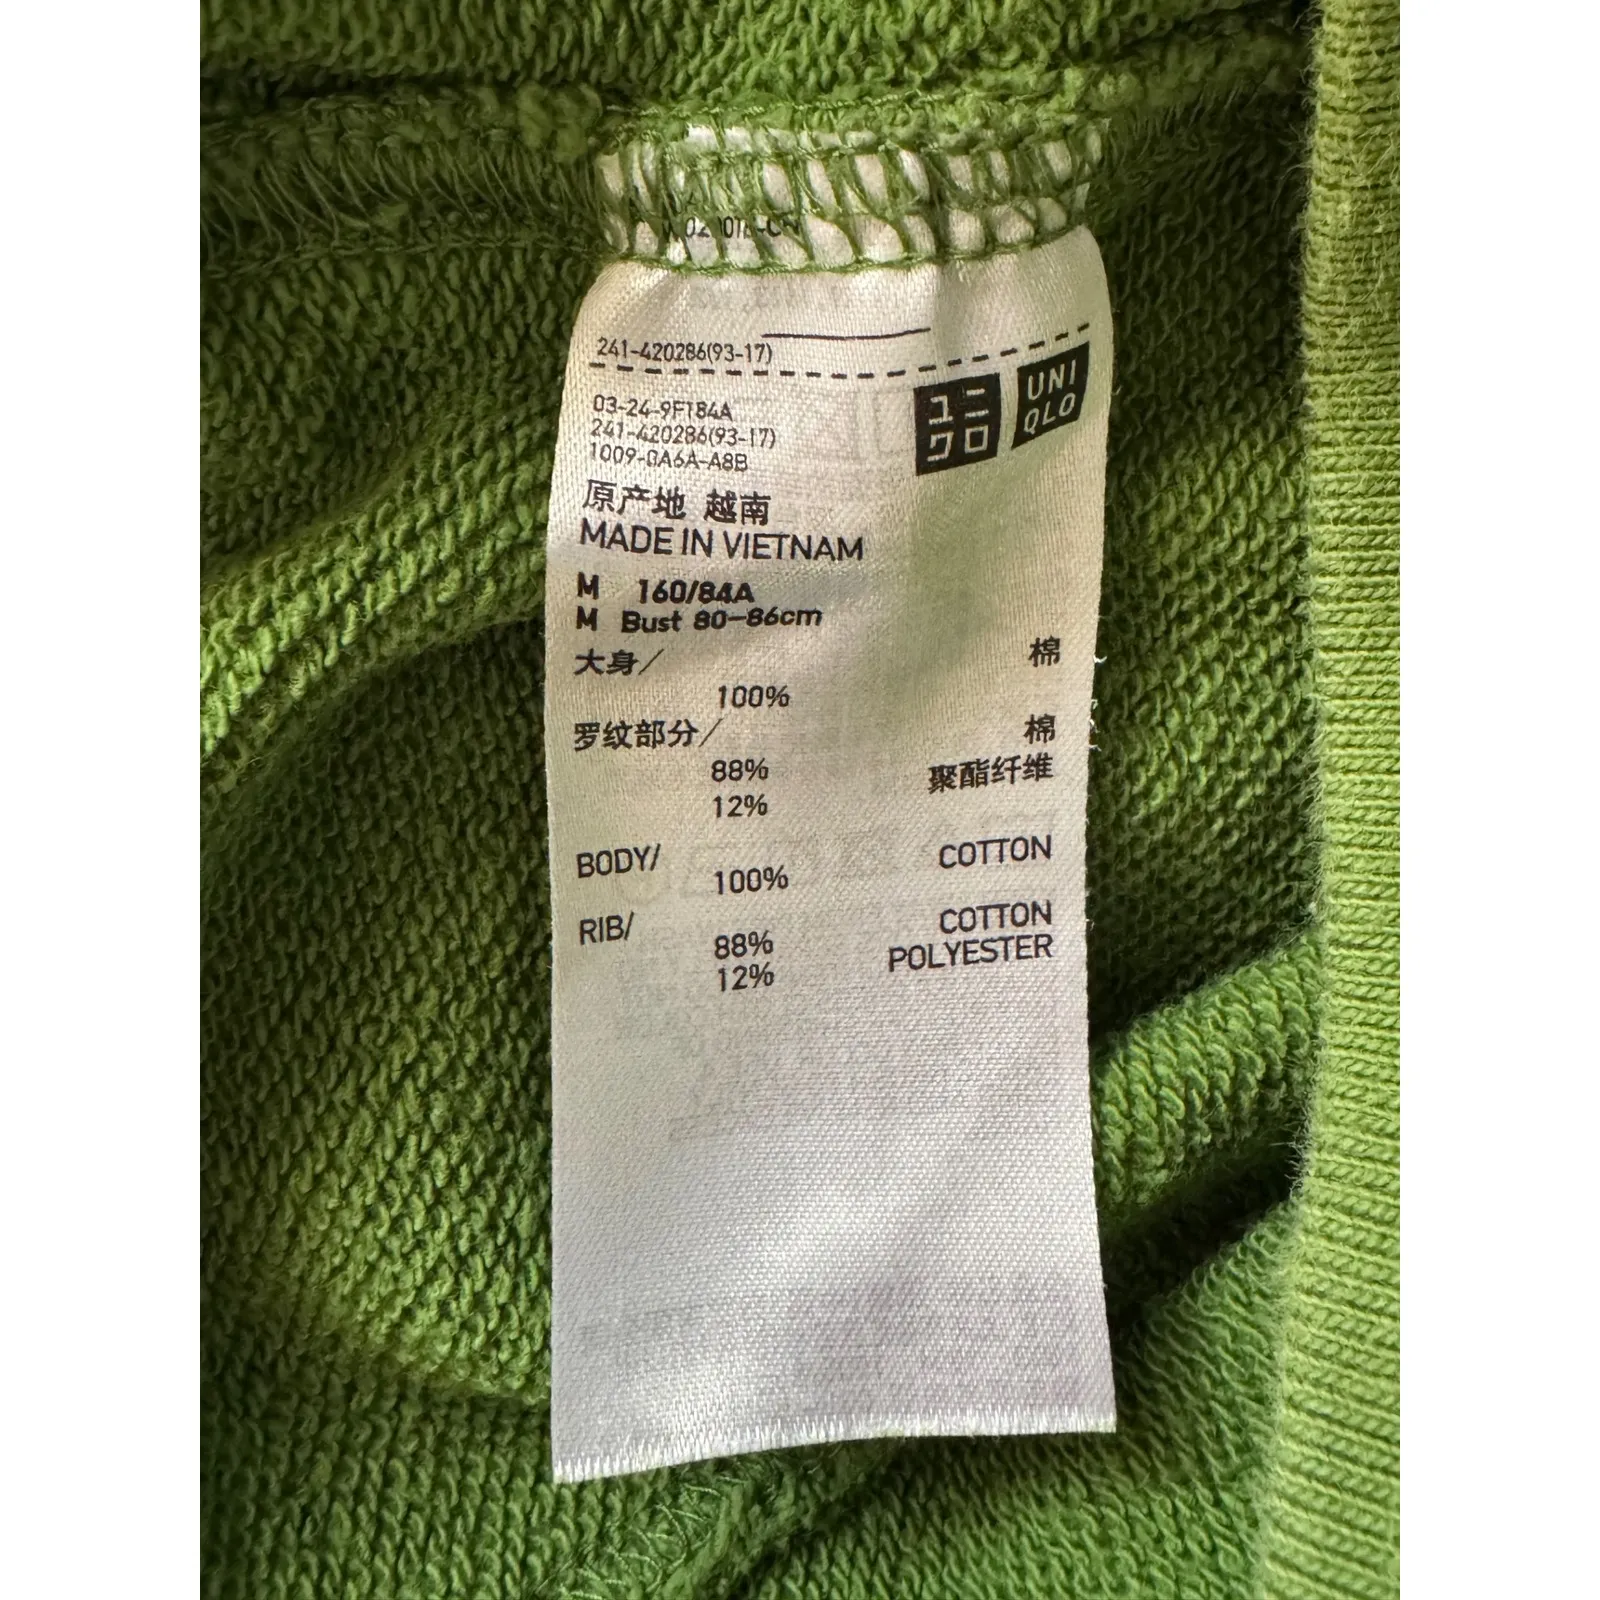 241-420286(93-17)
ユニ
クロ
UNI
QLO
03-24-9F184A
241-420286(93-17)
1009-0A6A-A8B
原产地 越南
MADE IN VIETNAM
M 160/84A
M Bust 80-86cm
大身/ 棉
100%
罗纹部分/ 棉
88% 聚酯纤维
12%
BODY/ COTTON
100%
RIB/ COTTON
88% POLYESTER
12%